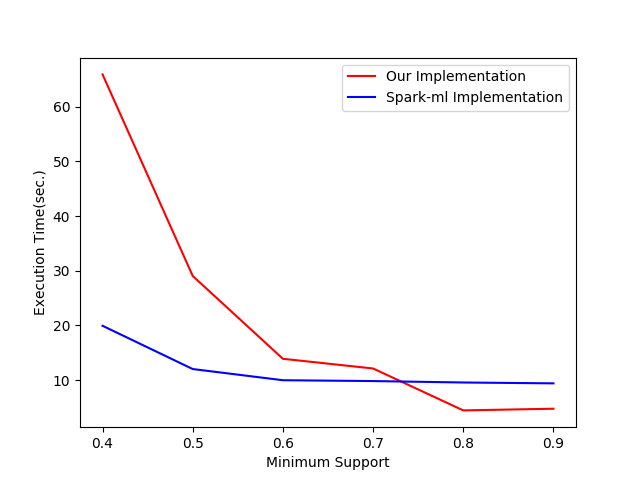 Our Implementation
Spark-ml Implementation
60
50
40
30
20
10
Execution Time(sec.)
0.4 0.5 0.6 0.7 0.8 0.9
Minimum Support